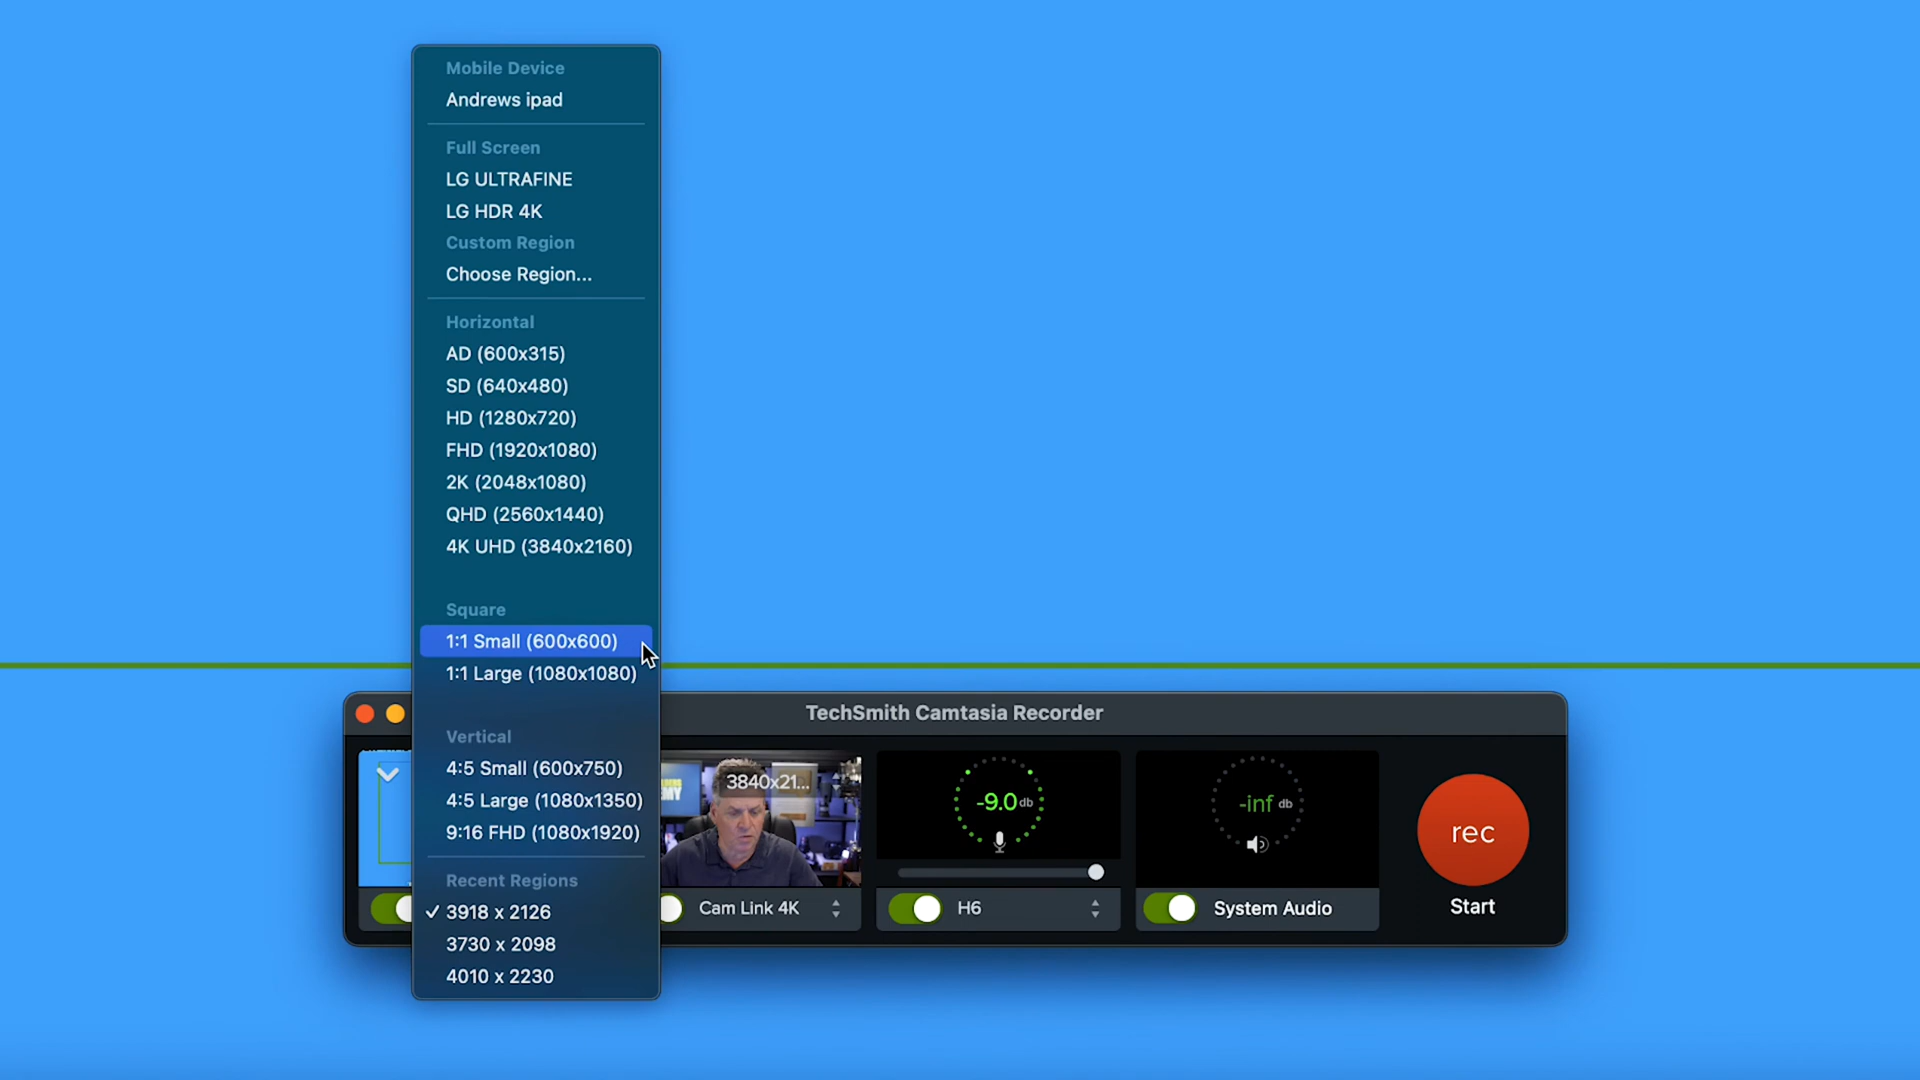 Mobile Device
Andrews ipad
Full Screen
LG ULTRAFINE
LG HDR 4K
Custom Region
Choose Region...
Horizontal
AD (600x315)
SD (640x480)
HD (1280x720)
FHD (1920x1080)
2K (2048x1080)
QHD (2560x1440)
4K UHD (3840x2160)
Square
1:1 Small (600x600)
1:1 Large (1080x1080)
Vertical
4:5 Small (600x750)
4:5 Large (1080x1350)
9:16 FHD (1080x1920)
Recent Regions
✓ 3918 x 2126
3730 x 2098
4010 x 2230
TechSmith Camtasia Recorder
3840x21...
-9.0 db
-inf db
rec
Cam Link 4K
H6
System Audio
Start